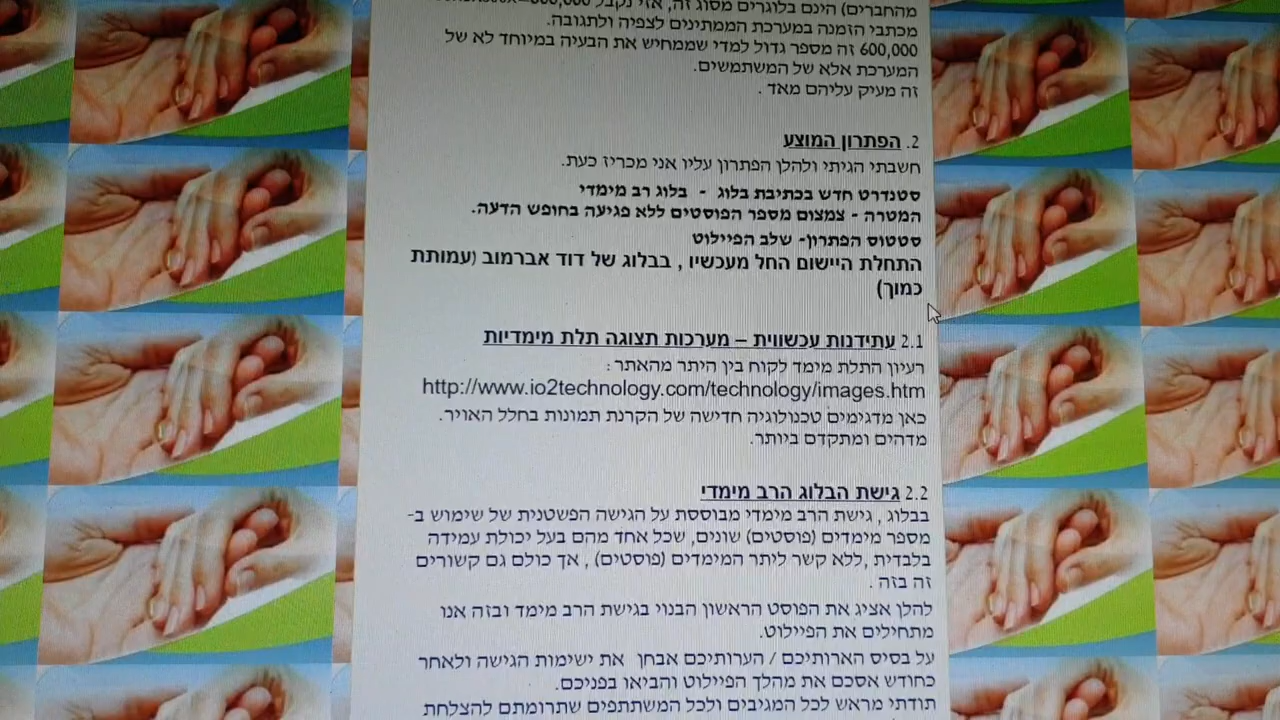 מהחברים) הינם בלוגרים מסוג זה, אזי נקבל
מכתבי הזמנה במערכת הממתינים לצפיה ולתגובה.
600,000 זה מספר גדול למדי שממחיש את הבעיה במיוחד לא של
המערכת אלא של המשתמשים.
זה מעיק עליהם מאד .
2. הפתרון המוצע
חשבתי הגיתי ולהלן הפתרון עליו אני מכריז כעת.
סטנדרט חדש בכתיבת בלוג - בלוג רב מימדי
המטרה - צמצום מספר הפוסטים ללא פגיעה בחופש הדעה.
סטטוס הפתרון- שלב הפיילוט
התחלת היישום החל מעכשיו , בבלוג של דוד אברמוב (עמותת
כמוך)
2.1 עתידנות עכשווית – מערכות תצוגה תלת מימדיות
רעיון התלת מימד לקוח בין היתר מהאתר :
http://www.io2technology.com/technology/images.htm
כאן מדגימים טכנולוגיה חדישה של הקרנת תמונות בחלל האויר.
מדהים ומתקדם ביותר.
2.2 גישת הבלוג הרב מימדי
בבלוג , גישת הרב מימדי מבוססת על הגישה הפשטנית של שימוש ב-
מספר מימדים (פוסטים) שונים, שכל אחד מהם בעל יכולת עמידה
בלבדית ,ללא קשר ליתר המימדים (פוסטים) , אך כולם גם קשורים
זה בזה .
להלן אציג את הפוסט הראשון הבנוי בגישת הרב מימד ובזה אנו
מתחילים את הפיילוט.
על בסיס הארותיכם / הערותיכם אבחן את ישימות הגישה ולאחר
כחודש אסכם את מהלך הפיילוט והביאו בפניכם.
תודתי מראש לכל המגיבים ולכל המשתתפים שתרומתם להצלחת